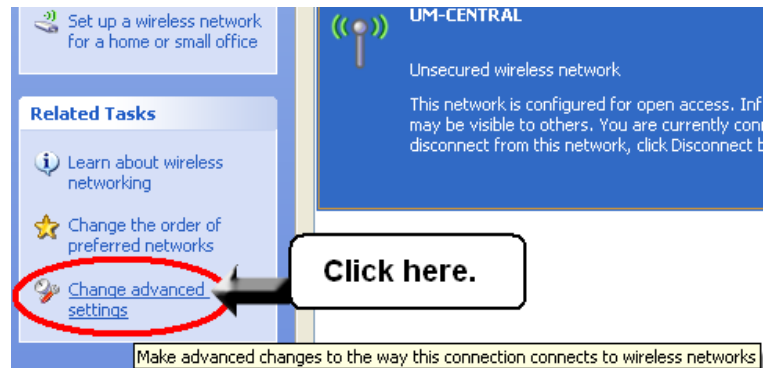 Set up a wireless network
for a home or small office
Related Tasks
Learn about wireless
networking
Change the order of
preferred networks
Change advanced
settings
UM-CENTRAL
Unsecured wireless network
This network is configured for open access. Inf
may be visible to others. You are currently con
disconnect from this network, click Disconnect b
Click here.
Make advanced changes to the way this connection connects to wireless networks